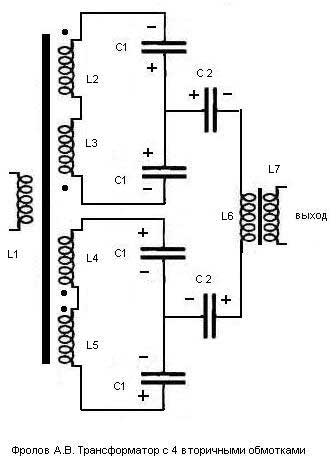 C1
L2
C 2
L3
C1
L7
L6
выход
L1
L4
C1
C 2
L5
C1
Фролов А.В. Трансформатор с 4 вторичными обмотками